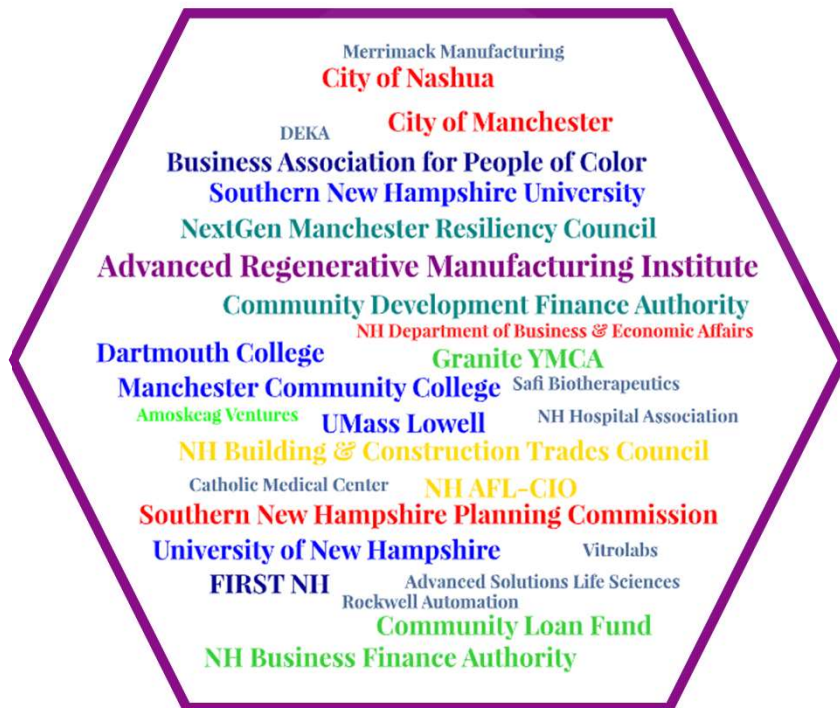 Merrimack Manufacturing
City of Nashua
City of Manchester
DEKA
Business Association for People of Color
Southern New Hampshire University
NextGen Manchester Resiliency Council
Advanced Regenerative Manufacturing Institute
Community Development Finance Authority
NH Department of Business & Economic Affairs
Dartmouth College
Granite YMCA
Manchester Community College
Safi Biotherapeutics
Amoskeag Ventures
UMass Lowell
NH Hospital Association
NH Building & Construction Trades Council
Catholic Medical Center
NH AFL-CIO
Southern New Hampshire Planning Commission
University of New Hampshire
Vitrolabs
FIRST NH
Advanced Solutions Life Sciences
Rockwell Automation
Community Loan Fund
NH Business Finance Authority